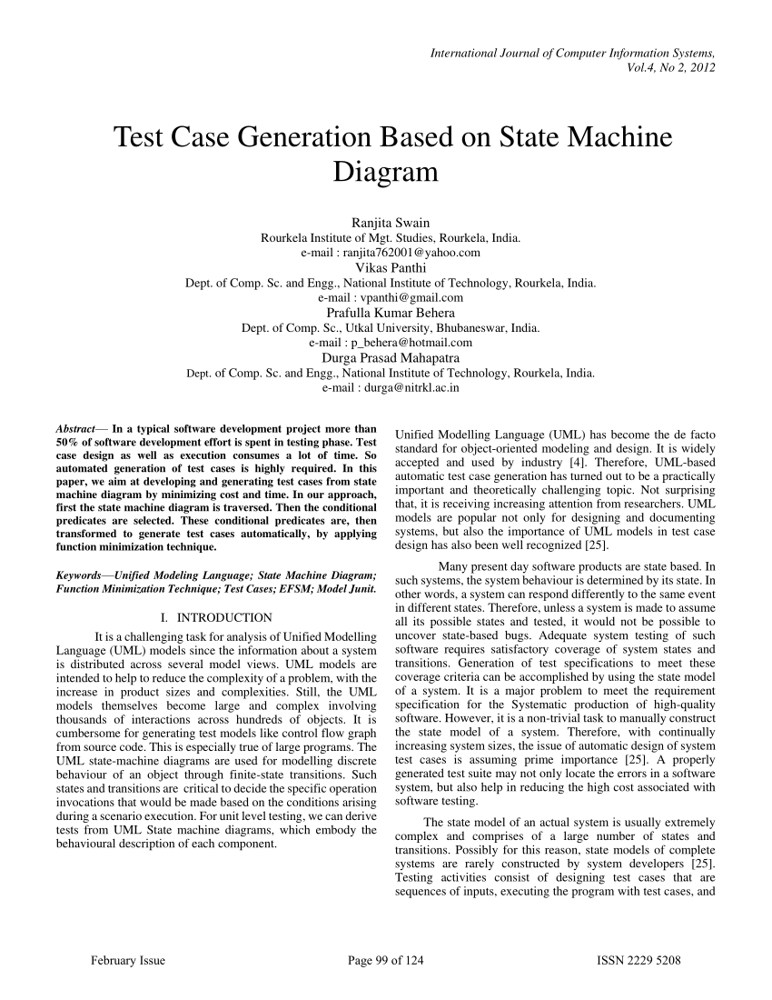 International Journal of Computer Information Systems,
Vol.4, No 2, 2012
Test Case Generation Based on State Machine
Diagram
Ranjita Swain
Rourkela Institute of Mgt. Studies, Rourkela, India.
e-mail : ranjita762001@yahoo.com
Vikas Panthi
Dept. of Comp. Sc. and Engg., National Institute of Technology, Rourkela, India.
e-mail : vpanthi@gmail.com
Prafulla Kumar Behera
Dept. of Comp. Sc., Utkal University, Bhubaneswar, India.
e-mail : p_behera@hotmail.com
Durga Prasad Mahapatra
Dept. of Comp. Sc. and Engg., National Institute of Technology, Rourkela, India.
e-mail : durga@nitrkl.ac.in
Abstract— In a typical software development project more than
50% of software development effort is spent in testing phase. Test
case design as well as execution consumes a lot of time. So
automated generation of test cases is highly required. In this
paper, we aim at developing and generating test cases from state
machine diagram by minimizing cost and time. In our approach,
first the state machine diagram is traversed. Then the conditional
predicates are selected. These conditional predicates are, then
transformed to generate test cases automatically, by applying
function minimization technique.
Keywords—Unified Modeling Language; State Machine Diagram;
Function Minimization Technique; Test Cases; EFSM; Model Junit.
I. INTRODUCTION
It is a challenging task for analysis of Unified Modelling
Language (UML) models since the information about a system
is distributed across several model views. UML models are
intended to help to reduce the complexity of a problem, with the
increase in product sizes and complexities. Still, the UML
models themselves become large and complex involving
thousands of interactions across hundreds of objects. It is
cumbersome for generating test models like control flow graph
from source code. This is especially true of large programs. The
UML state-machine diagrams are used for modelling discrete
behaviour of an object through finite-state transitions. Such
states and transitions are critical to decide the specific operation
invocations that would be made based on the conditions arising
during a scenario execution. For unit level testing, we can derive
tests from UML State machine diagrams, which embody the
behavioural description of each component.
Unified Modelling Language (UML) has become the de facto
standard for object-oriented modeling and design. It is widely
accepted and used by industry [4]. Therefore, UML-based
automatic test case generation has turned out to be a practically
important and theoretically challenging topic. Not surprising
that, it is receiving increasing attention from researchers. UML
models are popular not only for designing and documenting
systems, but also the importance of UML models in test case
design has also been well recognized [25].
Many present day software products are state based. In
such systems, the system behaviour is determined by its state. In
other words, a system can respond differently to the same event
in different states. Therefore, unless a system is made to assume
all its possible states and tested, it would not be possible to
uncover state-based bugs. Adequate system testing of such
software requires satisfactory coverage of system states and
transitions. Generation of test specifications to meet these
coverage criteria can be accomplished by using the state model
of a system. It is a major problem to meet the requirement
specification for the Systematic production of high-quality
software. However, it is a non-trivial task to manually construct
the state model of a system. Therefore, with continually
increasing system sizes, the issue of automatic design of system
test cases is assuming prime importance [25]. A properly
generated test suite may not only locate the errors in a software
system, but also help in reducing the high cost associated with
software testing.
The state model of an actual system is usually extremely
complex and comprises of a large number of states and
transitions. Possibly for this reason, state models of complete
systems are rarely constructed by system developers [25].
Testing activities consist of designing test cases that are
sequences of inputs, executing the program with test cases, and
February Issue
Page 99 of 124
ISSN 2229 5208